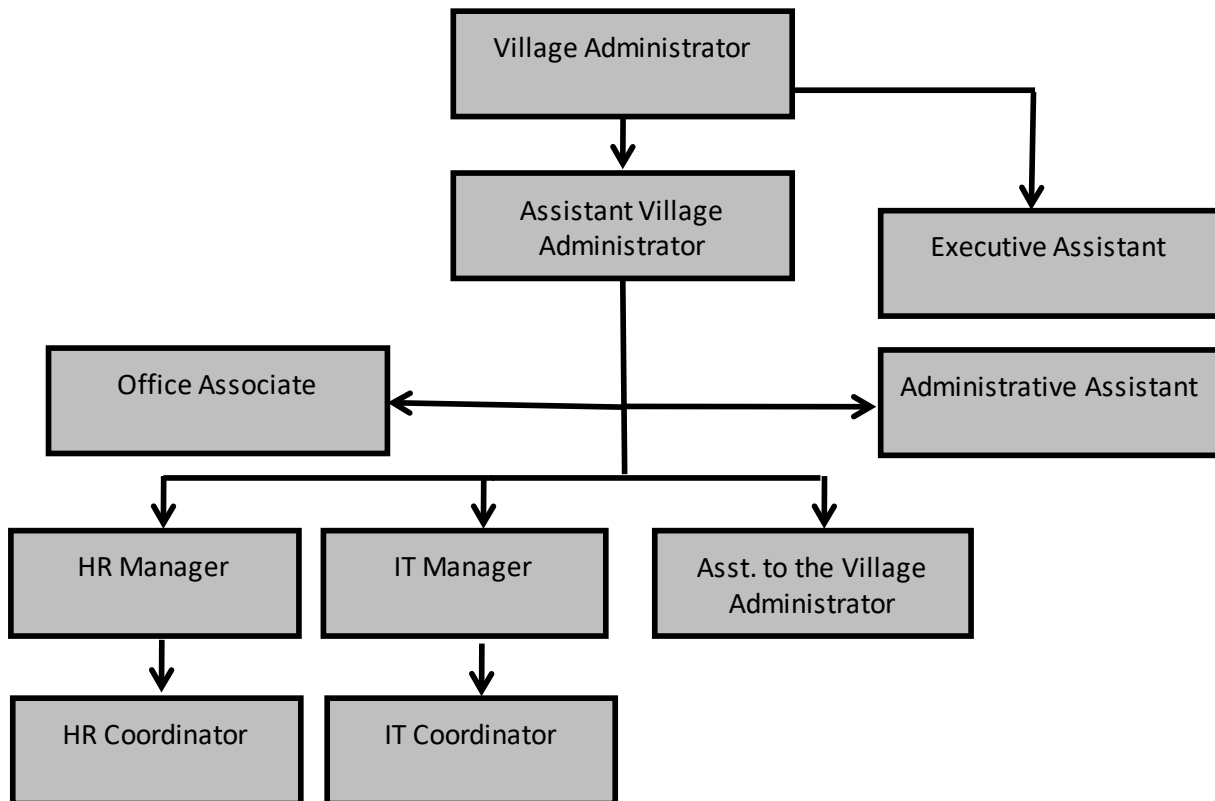 Village Administrator
Assistant Village
Administrator
Executive Assistant
Office Associate
Administrative Assistant
HR Manager
IT Manager
Asst. to the Village
Administrator
HR Coordinator
IT Coordinator